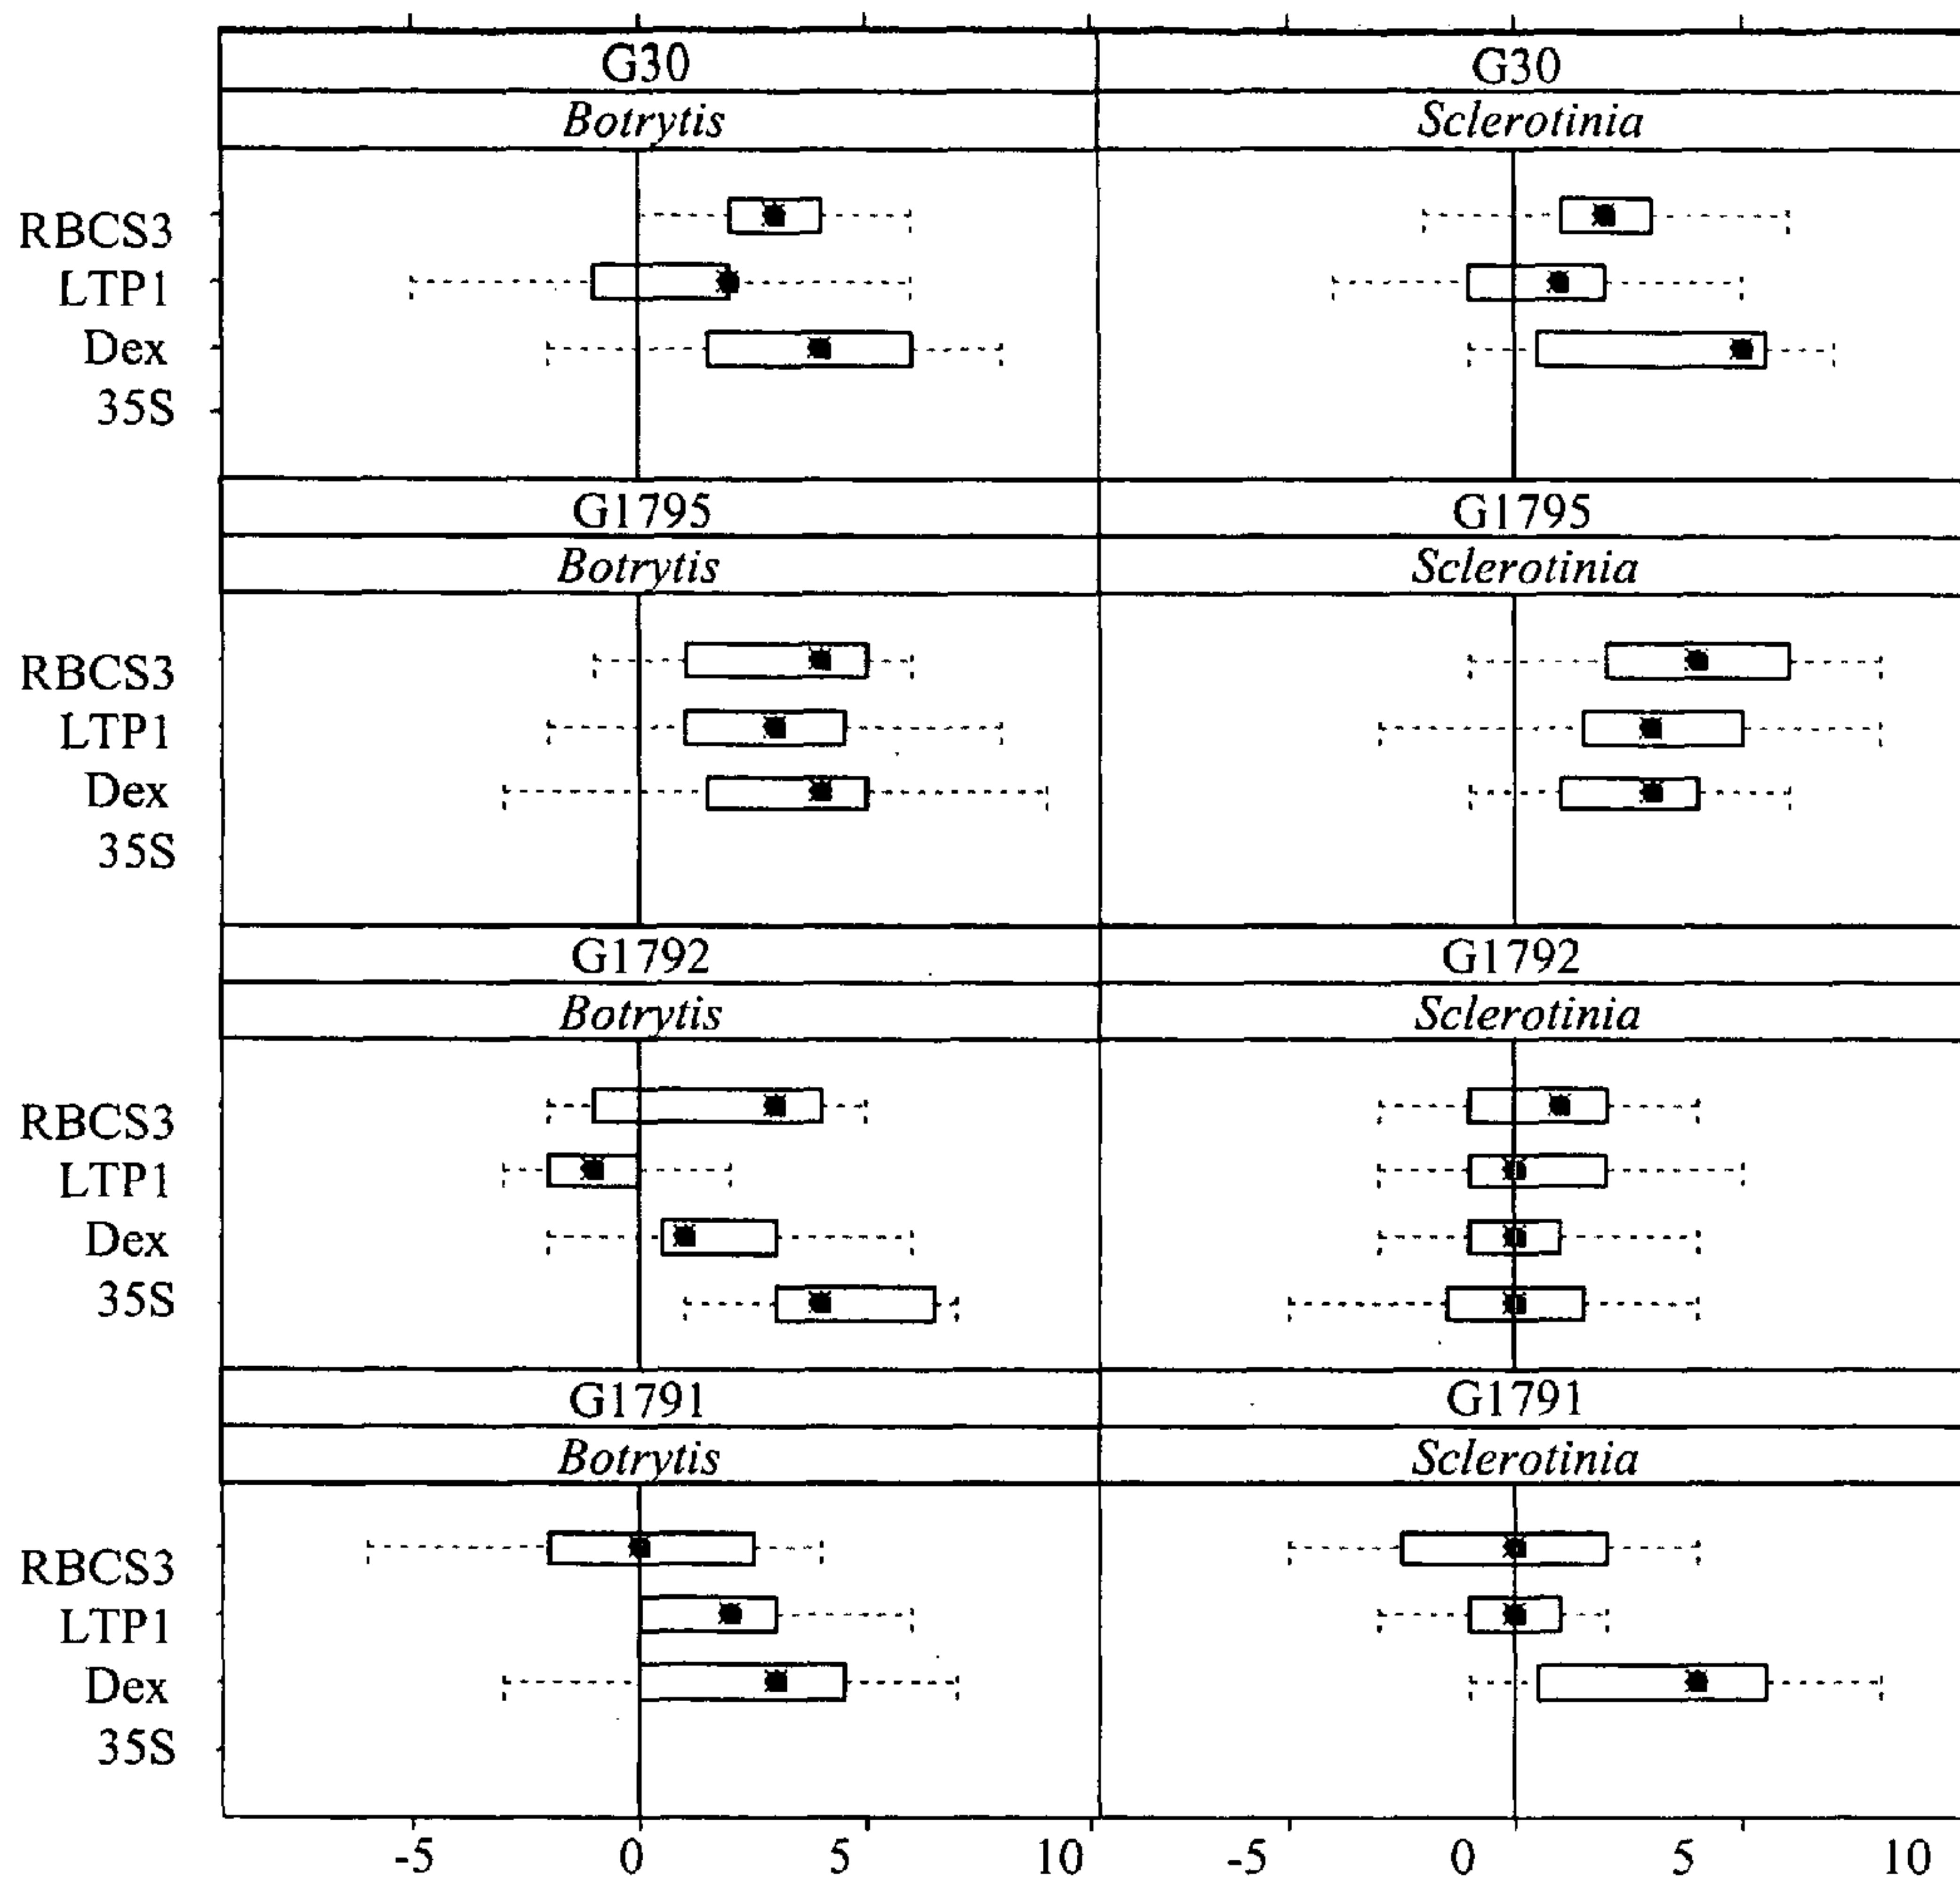 G30 G30
Botrytis Sclerotinia
RBCS3
LTP1
Dex
35S
G1795 G1795
Botrytis Sclerotinia
RBCS3
LTP1
Dex
35S
G1792 G1792
Botrytis Sclerotinia
RBCS3
LTP1
Dex
35S
G1791 G1791
Botrytis Sclerotinia
RBCS3
LTP1
Dex
35S
-5 0 5 10 -5 0 5 10